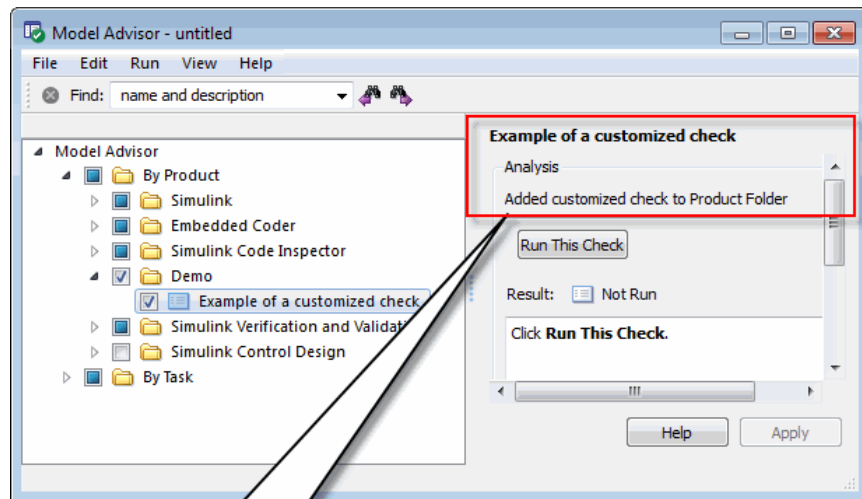 Model Advisor - untitled
File Edit Run View Help
Find: name and description
Model Advisor
By Product
Simulink
Embedded Coder
Simulink Code Inspector
Demo
Example of a customized check
Simulink Verification and
Simulink Control Design
By Task
Example of a customized check
Analysis
Added customized check to Product Folder
Run This Check
Result: Not Run
Click Run This Check.
Help Apply